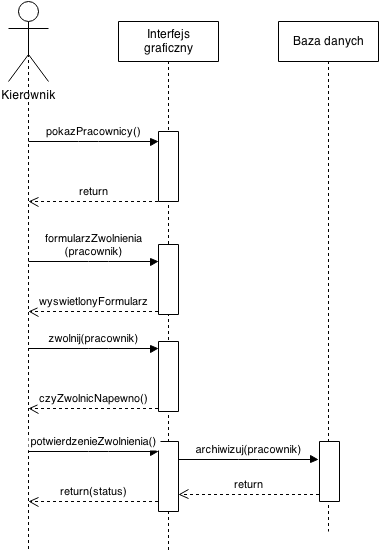 Interfejs
graficzny
Baza danych
Kierownik
pokazPracownicy()
return
formularzZwolnienia
(pracownik)
wyswietlonyFormularz
zwolnij(pracownik)
czyZwolnicNapewno()
potwierdzenieZwolnienia()
archiwizuj(pracownik)
return
return(status)